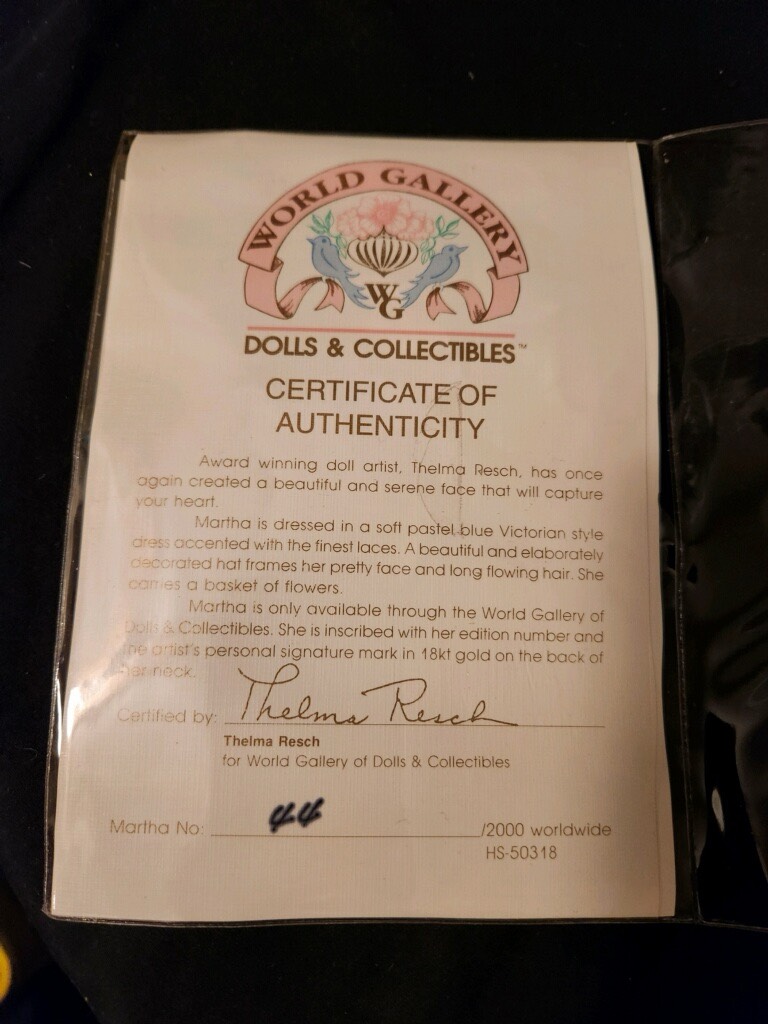 WORLD GALLERY
WG
DOLLS & COLLECTIBLES™
CERTIFICATE OF
AUTHENTICITY
Award winning doll artist, Thelma Resch, has once
again created a beautiful and serene face that will capture
your heart.
Martha is dressed in a soft pastel blue Victorian style
dress accented with the finest laces. A beautiful and elaborately
decorated hat frames her pretty face and long flowing hair. She
carries a basket of flowers.
Martha is only available through the World Gallery of
Dolls & Collectibles. She is inscribed with her edition number and
the artist's personal signature mark in 18kt gold on the back of
her neck.
Certified by: Thelma Resch
Thelma Resch
for World Gallery of Dolls & Collectibles
Martha No: 44 /2000 worldwide
HS-50318